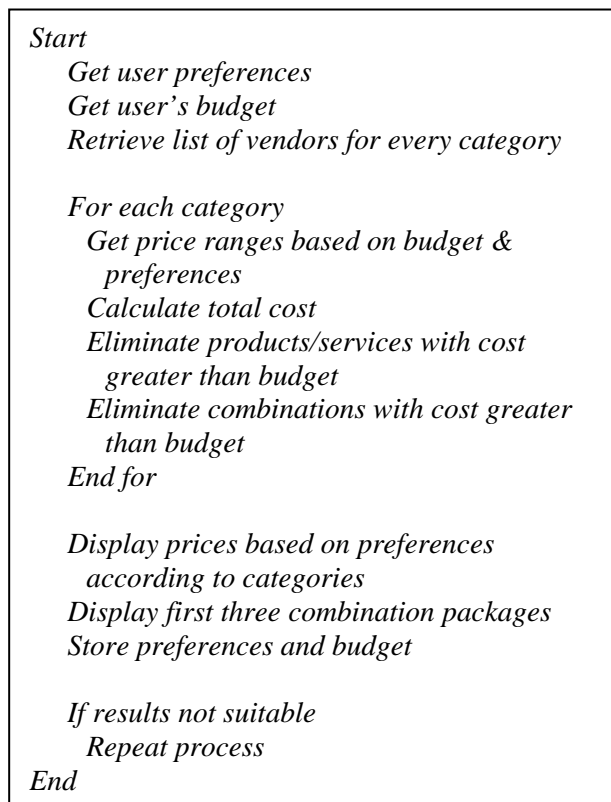 Start
Get user preferences
Get user’s budget
Retrieve list of vendors for every category
For each category
Get price ranges based on budget &
preferences
Calculate total cost
Eliminate products/services with cost
greater than budget
Eliminate combinations with cost greater
than budget
End for
Display prices based on preferences
according to categories
Display first three combination packages
Store preferences and budget
If results not suitable
Repeat process
End